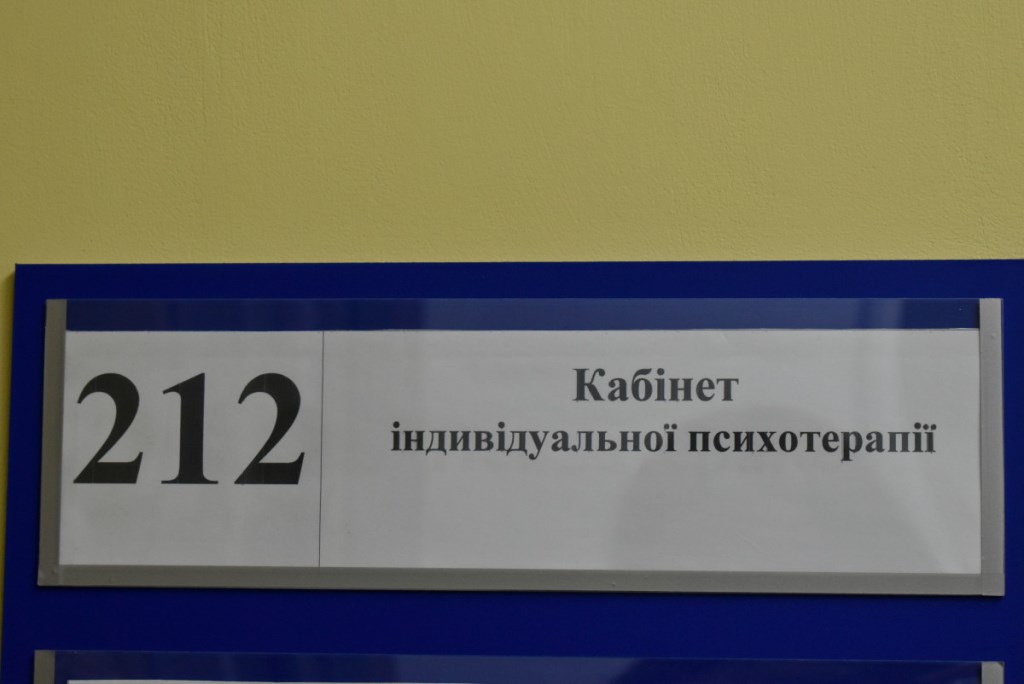 212
Кабінет
індивідуальної психотерапії